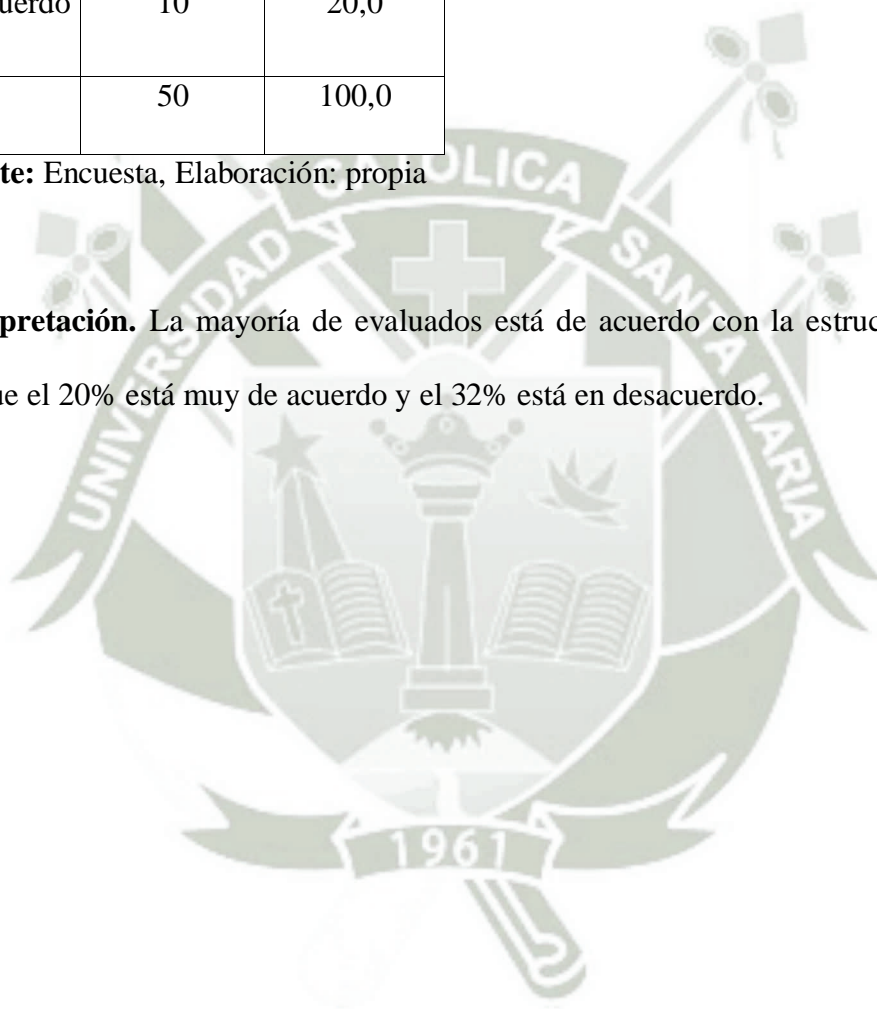 uerdo 10 20,0
50 100,0
te: Encuesta, Elaboración: propia
pretación. La mayoría de evaluados está de acuerdo con la estruc
ue el 20% está muy de acuerdo y el 32% está en desacuerdo.
UNIVERSIDAD CATOLICA SANTA MARIA
1961